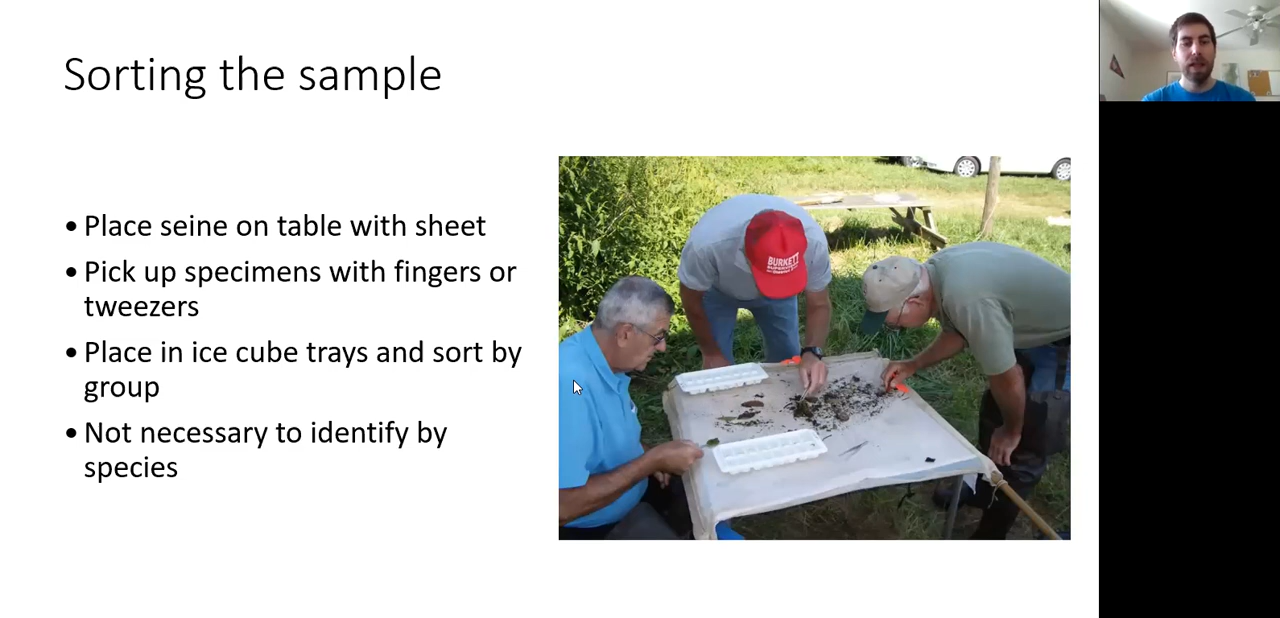 Sorting the sample
• Place seine on table with sheet
• Pick up specimens with fingers or
tweezers
• Place in ice cube trays and sort by
group
• Not necessary to identify by
species
BURKETT